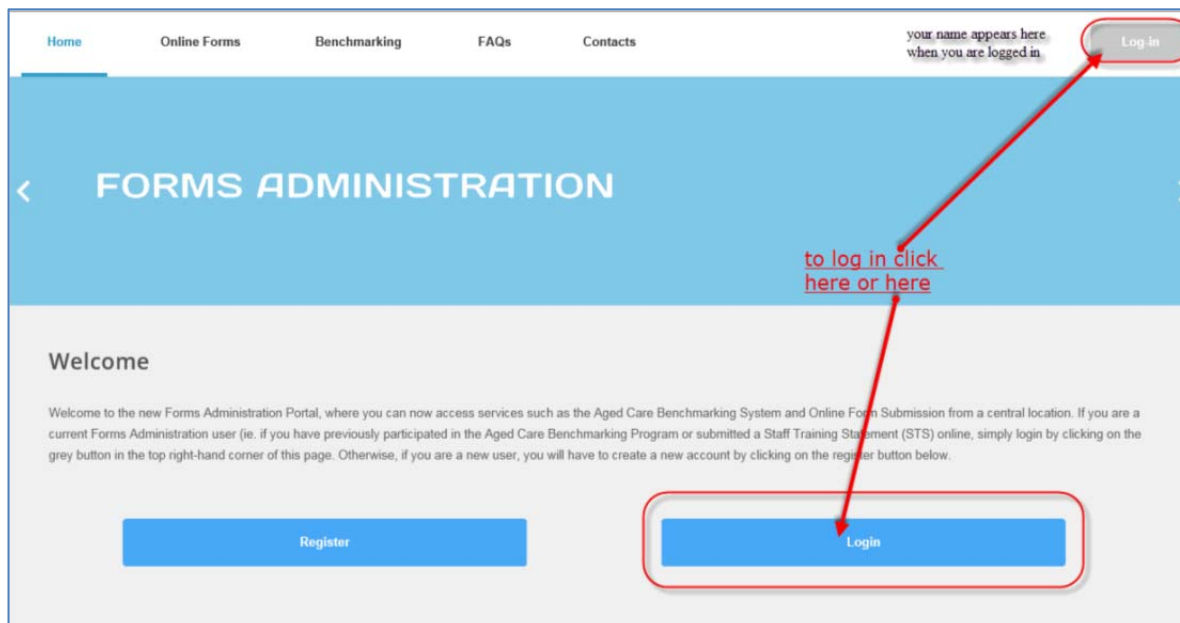 Home Online Forms Benchmarking FAQs Contacts
your name appears here
when you are logged in
Log-in
FORMS ADMINISTRATION
to log in click
here or here
Welcome
Welcome to the new Forms Administration Portal, where you can now access services such as the Aged Care Benchmarking System and Online Form Submission from a central location. If you are a
current Forms Administration user (ie. if you have previously participated in the Aged Care Benchmarking Program or submitted a Staff Training Statement (STS) online, simply login by clicking on the
grey button in the top right-hand corner of this page. Otherwise, if you are a new user, you will have to create a new account by clicking on the register button below.
Register Login